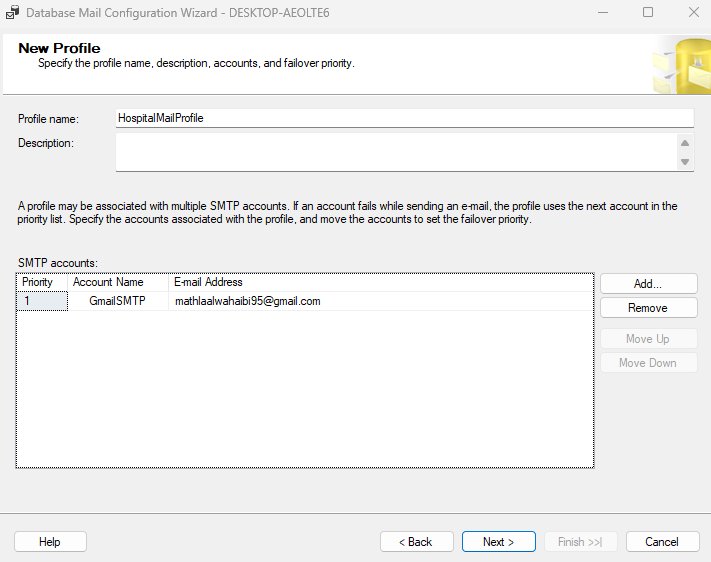 Database Mail Configuration Wizard - DESKTOP-AEOLTE6
New Profile
Specify the profile name, description, accounts, and failover priority.
Profile name:
HospitalMailProfile
Description:
A profile may be associated with multiple SMTP accounts. If an account fails while sending an e-mail, the profile uses the next account in the
priority list. Specify the accounts associated with the profile, and move the accounts to set the failover priority.
SMTP accounts:
Priority Account Name E-mail Address
1 GmailSMTP mathlaalwahaibi95@gmail.com
Add...
Remove
Move Up
Move Down
Help
< Back
Next >
Finish >>|
Cancel